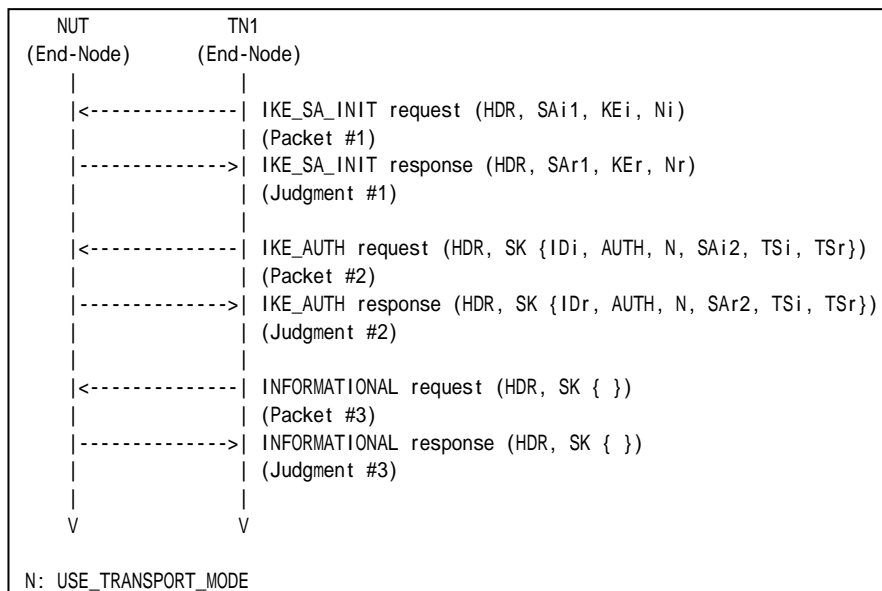 NUT TN1
(End-Node) (End-Node)
| |
|<--------------| IKE_SA_INIT request (HDR, SAi1, KEi, Ni)
| | (Packet #1)
|-------------->| IKE_SA_INIT response (HDR, SAr1, KEr, Nr)
| | (Judgment #1)
| |
|<--------------| IKE_AUTH request (HDR, SK {IDi, AUTH, N, SAi2, TSi, TSr})
| | (Packet #2)
|-------------->| IKE_AUTH response (HDR, SK {IDr, AUTH, N, SAr2, TSi, TSr})
| | (Judgment #2)
| |
|<--------------| INFORMATIONAL request (HDR, SK { })
| | (Packet #3)
|-------------->| INFORMATIONAL response (HDR, SK { })
| | (Judgment #3)
| |
V V
N: USE_TRANSPORT_MODE